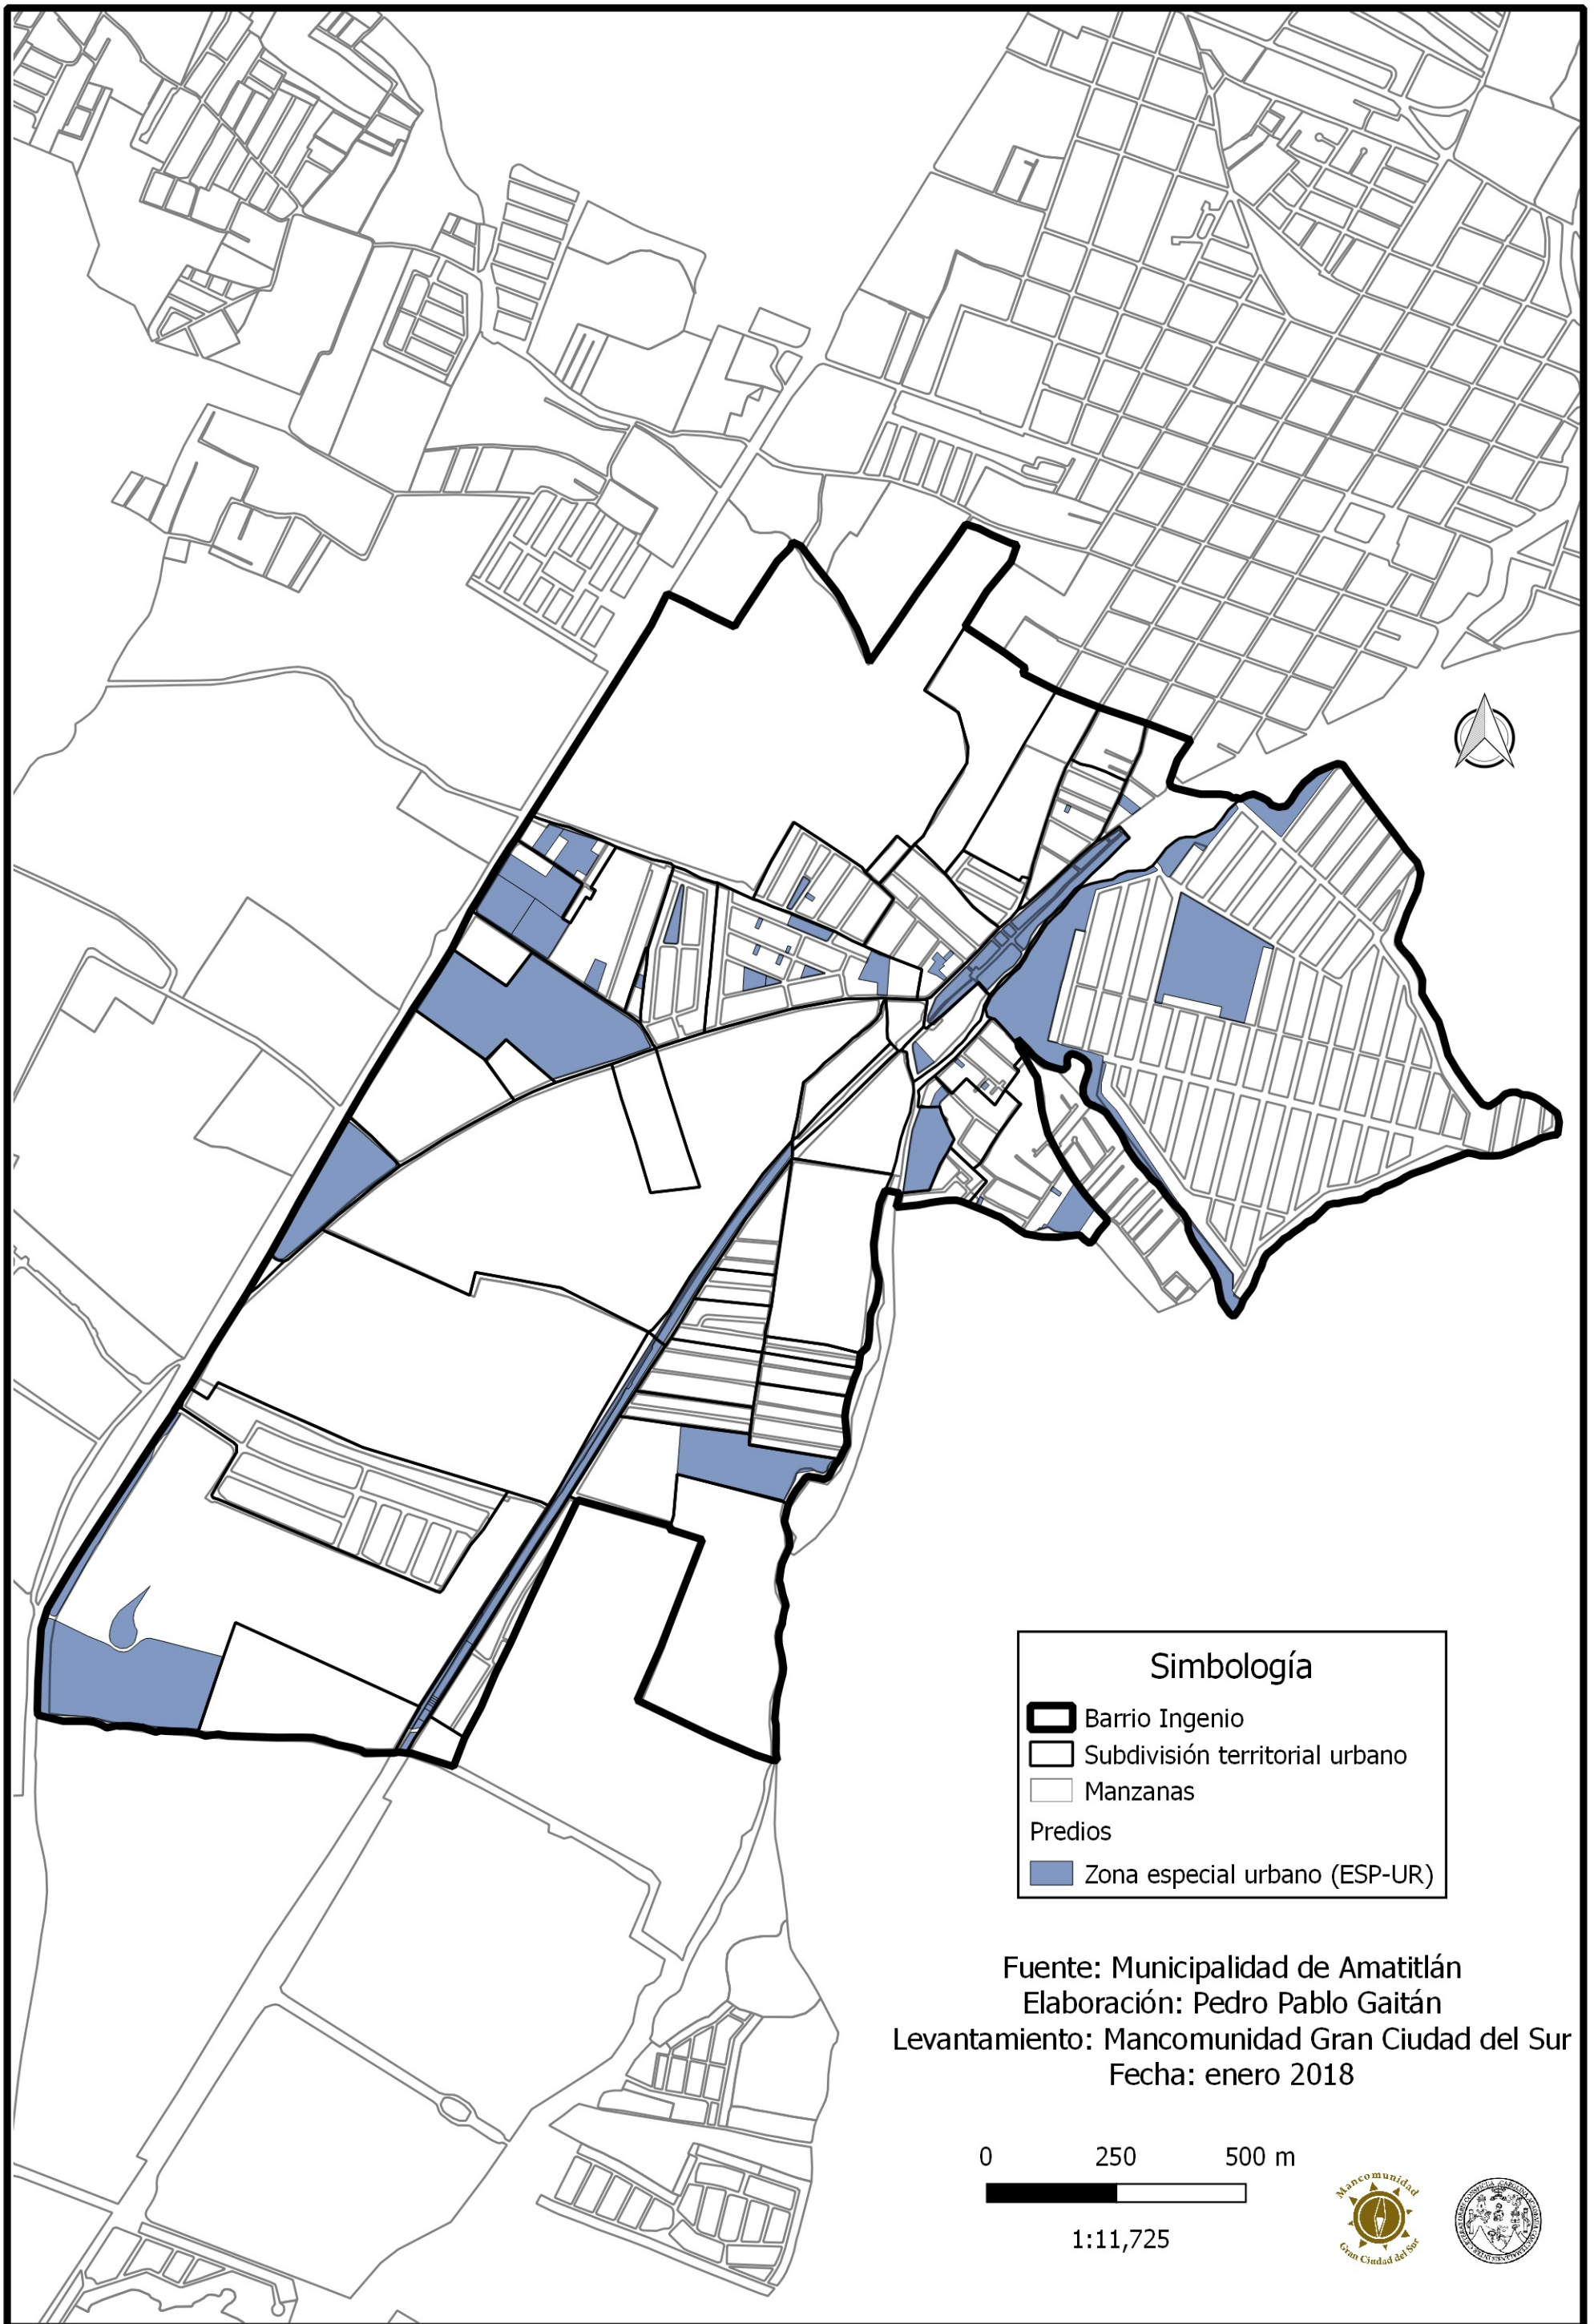 Simbología
Barrio Ingenio
Subdivisión territorial urbano
Manzanas
Predios
Zona especial urbano (ESP-UR)
Fuente: Municipalidad de Amatitlán
Elaboración: Pedro Pablo Gaitán
Levantamiento: Mancomunidad Gran Ciudad del Sur
Fecha: enero 2018
0 250 500 m
1:11,725
Mancomunidad
Gran Ciudad del Sur